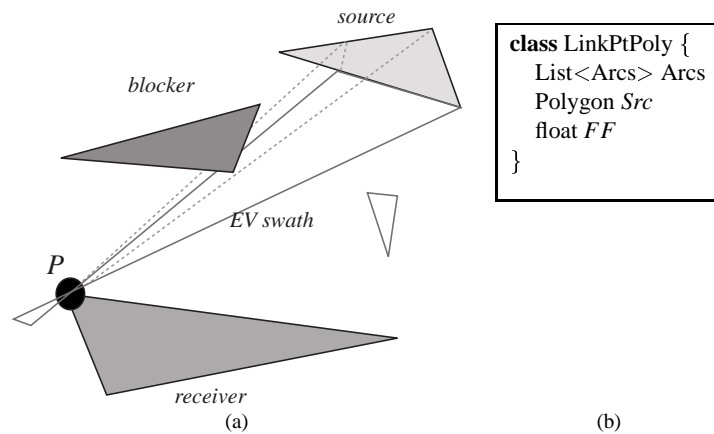 source
blocker
EV swath
P
receiver
(a)
class LinkPtPoly {
List<Arcs> Arcs
Polygon Src
float FF
}
(b)